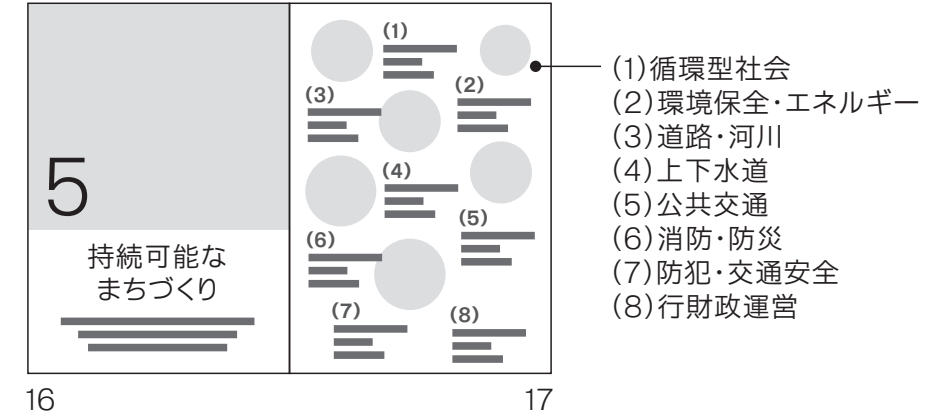 5
持続可能な
まちづくり
(1)
(2)
(3)
(4)
(5)
(6)
(7)
(8)
16
17
(1)循環型社会
(2)環境保全・エネルギー
(3)道路・河川
(4)上下水道
(5)公共交通
(6)消防・防災
(7)防犯・交通安全
(8)行財政運営